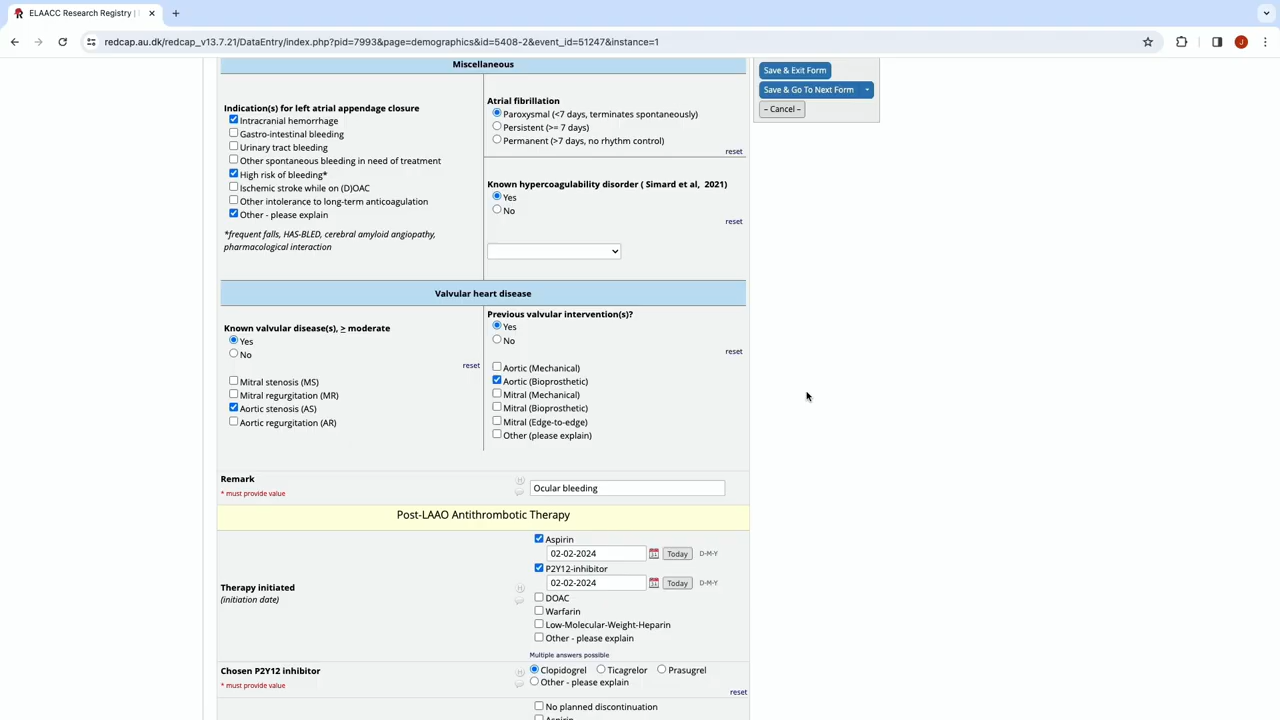 ELAACC Research Registry |
redcap.au.dk/redcap_v13.7.21/DataEntry/index.php?pid=7993&page=demographics&id=5408-2&event_id=51247&instance=1
J
Save & Exit Form
Save & Go To Next Form
– Cancel –
Miscellaneous
Indication(s) for left atrial appendage closure
Intracranial hemorrhage
Gastro-intestinal bleeding
Urinary tract bleeding
Other spontaneous bleeding in need of treatment
High risk of bleeding*
Ischemic stroke while on (D)OAC
Other intolerance to long-term anticoagulation
Other - please explain
*frequent falls, HAS-BLED, cerebral amyloid angiopathy,
pharmacological interaction
Atrial fibrillation
Paroxysmal (<7 days, terminates spontaneously)
Persistent (>= 7 days)
Permanent (>7 days, no rhythm control)
reset
Known hypercoagulability disorder ( Simard et al, 2021)
Yes
No
reset
Valvular heart disease
Known valvular disease(s), ≥ moderate
Yes
No
reset
Mitral stenosis (MS)
Mitral regurgitation (MR)
Aortic stenosis (AS)
Aortic regurgitation (AR)
Previous valvular intervention(s)?
Yes
No
reset
Aortic (Mechanical)
Aortic (Bioprosthetic)
Mitral (Mechanical)
Mitral (Bioprosthetic)
Mitral (Edge-to-edge)
Other (please explain)
Remark
* must provide value
Ocular bleeding
Post-LAAO Antithrombotic Therapy
Therapy initiated
(initiation date)
Aspirin
02-02-2024 31 Today D-M-Y
P2Y12-inhibitor
02-02-2024 31 Today D-M-Y
DOAC
Warfarin
Low-Molecular-Weight-Heparin
Other - please explain
Multiple answers possible
Chosen P2Y12 inhibitor
* must provide value
Clopidogrel Ticagrelor Prasugrel
Other - please explain
reset
No planned discontinuation
Aspirin